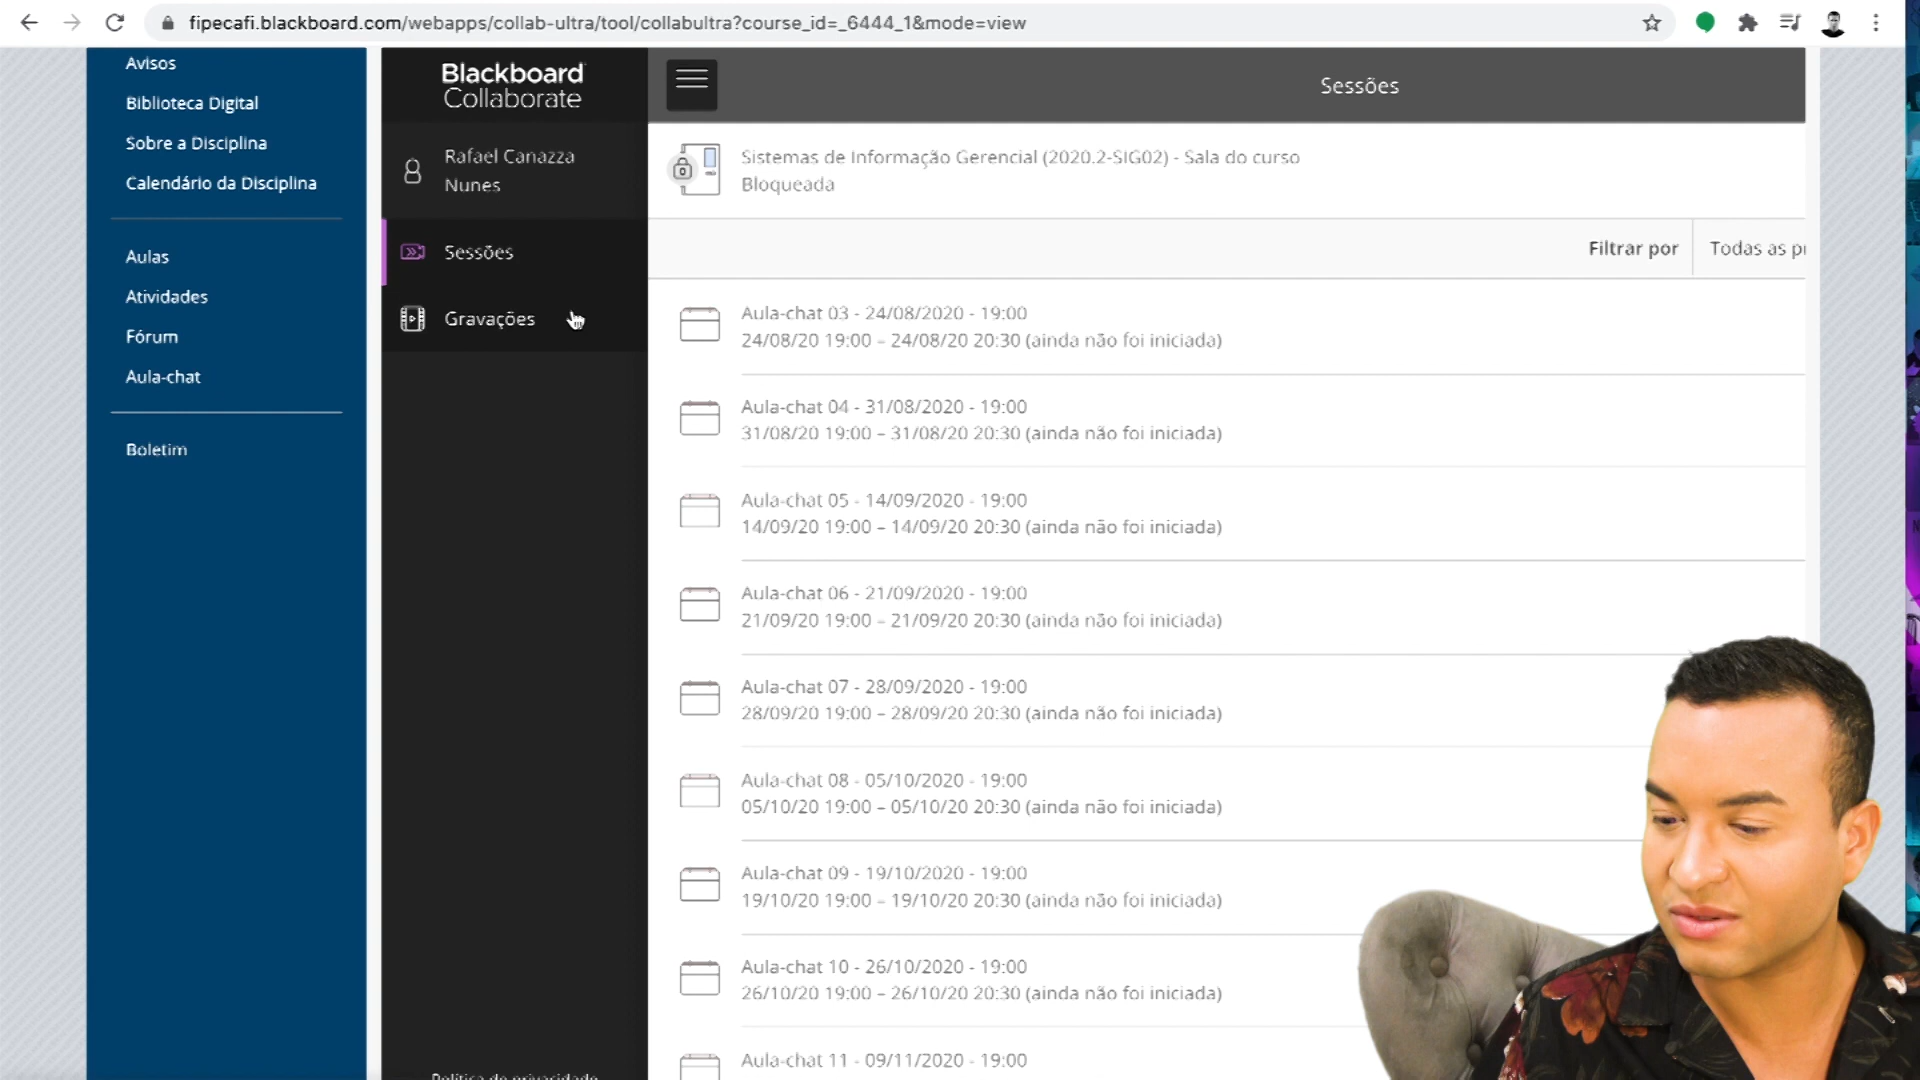 fipecafi.blackboard.com/webapps/collab-ultra/tool/collabultra?course_id=_6444_1&mode=view
Avisos
Biblioteca Digital
Sobre a Disciplina
Calendário da Disciplina
Aulas
Atividades
Fórum
Aula-chat
Boletim
Blackboard
Collaborate
Rafael Canazza
Nunes
Sessões
Gravações
Política de privacidade
Sessões
Sistemas de Informação Gerencial (2020.2-SIG02) - Sala do curso
Bloqueada
Filtrar por
Todas as pr
Aula-chat 03 - 24/08/2020 - 19:00
24/08/20 19:00 – 24/08/20 20:30 (ainda não foi iniciada)
Aula-chat 04 - 31/08/2020 - 19:00
31/08/20 19:00 – 31/08/20 20:30 (ainda não foi iniciada)
Aula-chat 05 - 14/09/2020 - 19:00
14/09/20 19:00 – 14/09/20 20:30 (ainda não foi iniciada)
Aula-chat 06 - 21/09/2020 - 19:00
21/09/20 19:00 – 21/09/20 20:30 (ainda não foi iniciada)
Aula-chat 07 - 28/09/2020 - 19:00
28/09/20 19:00 – 28/09/20 20:30 (ainda não foi iniciada)
Aula-chat 08 - 05/10/2020 - 19:00
05/10/20 19:00 – 05/10/20 20:30 (ainda não foi iniciada)
Aula-chat 09 - 19/10/2020 - 19:00
19/10/20 19:00 – 19/10/20 20:30 (ainda não foi iniciada)
Aula-chat 10 - 26/10/2020 - 19:00
26/10/20 19:00 – 26/10/20 20:30 (ainda não foi iniciada)
Aula-chat 11 - 09/11/2020 - 19:00